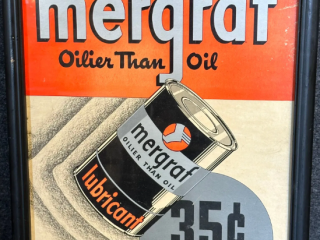 mergraf
Oilier Than Oil
mergraf
OILIER THAN OIL
lubricant
35¢